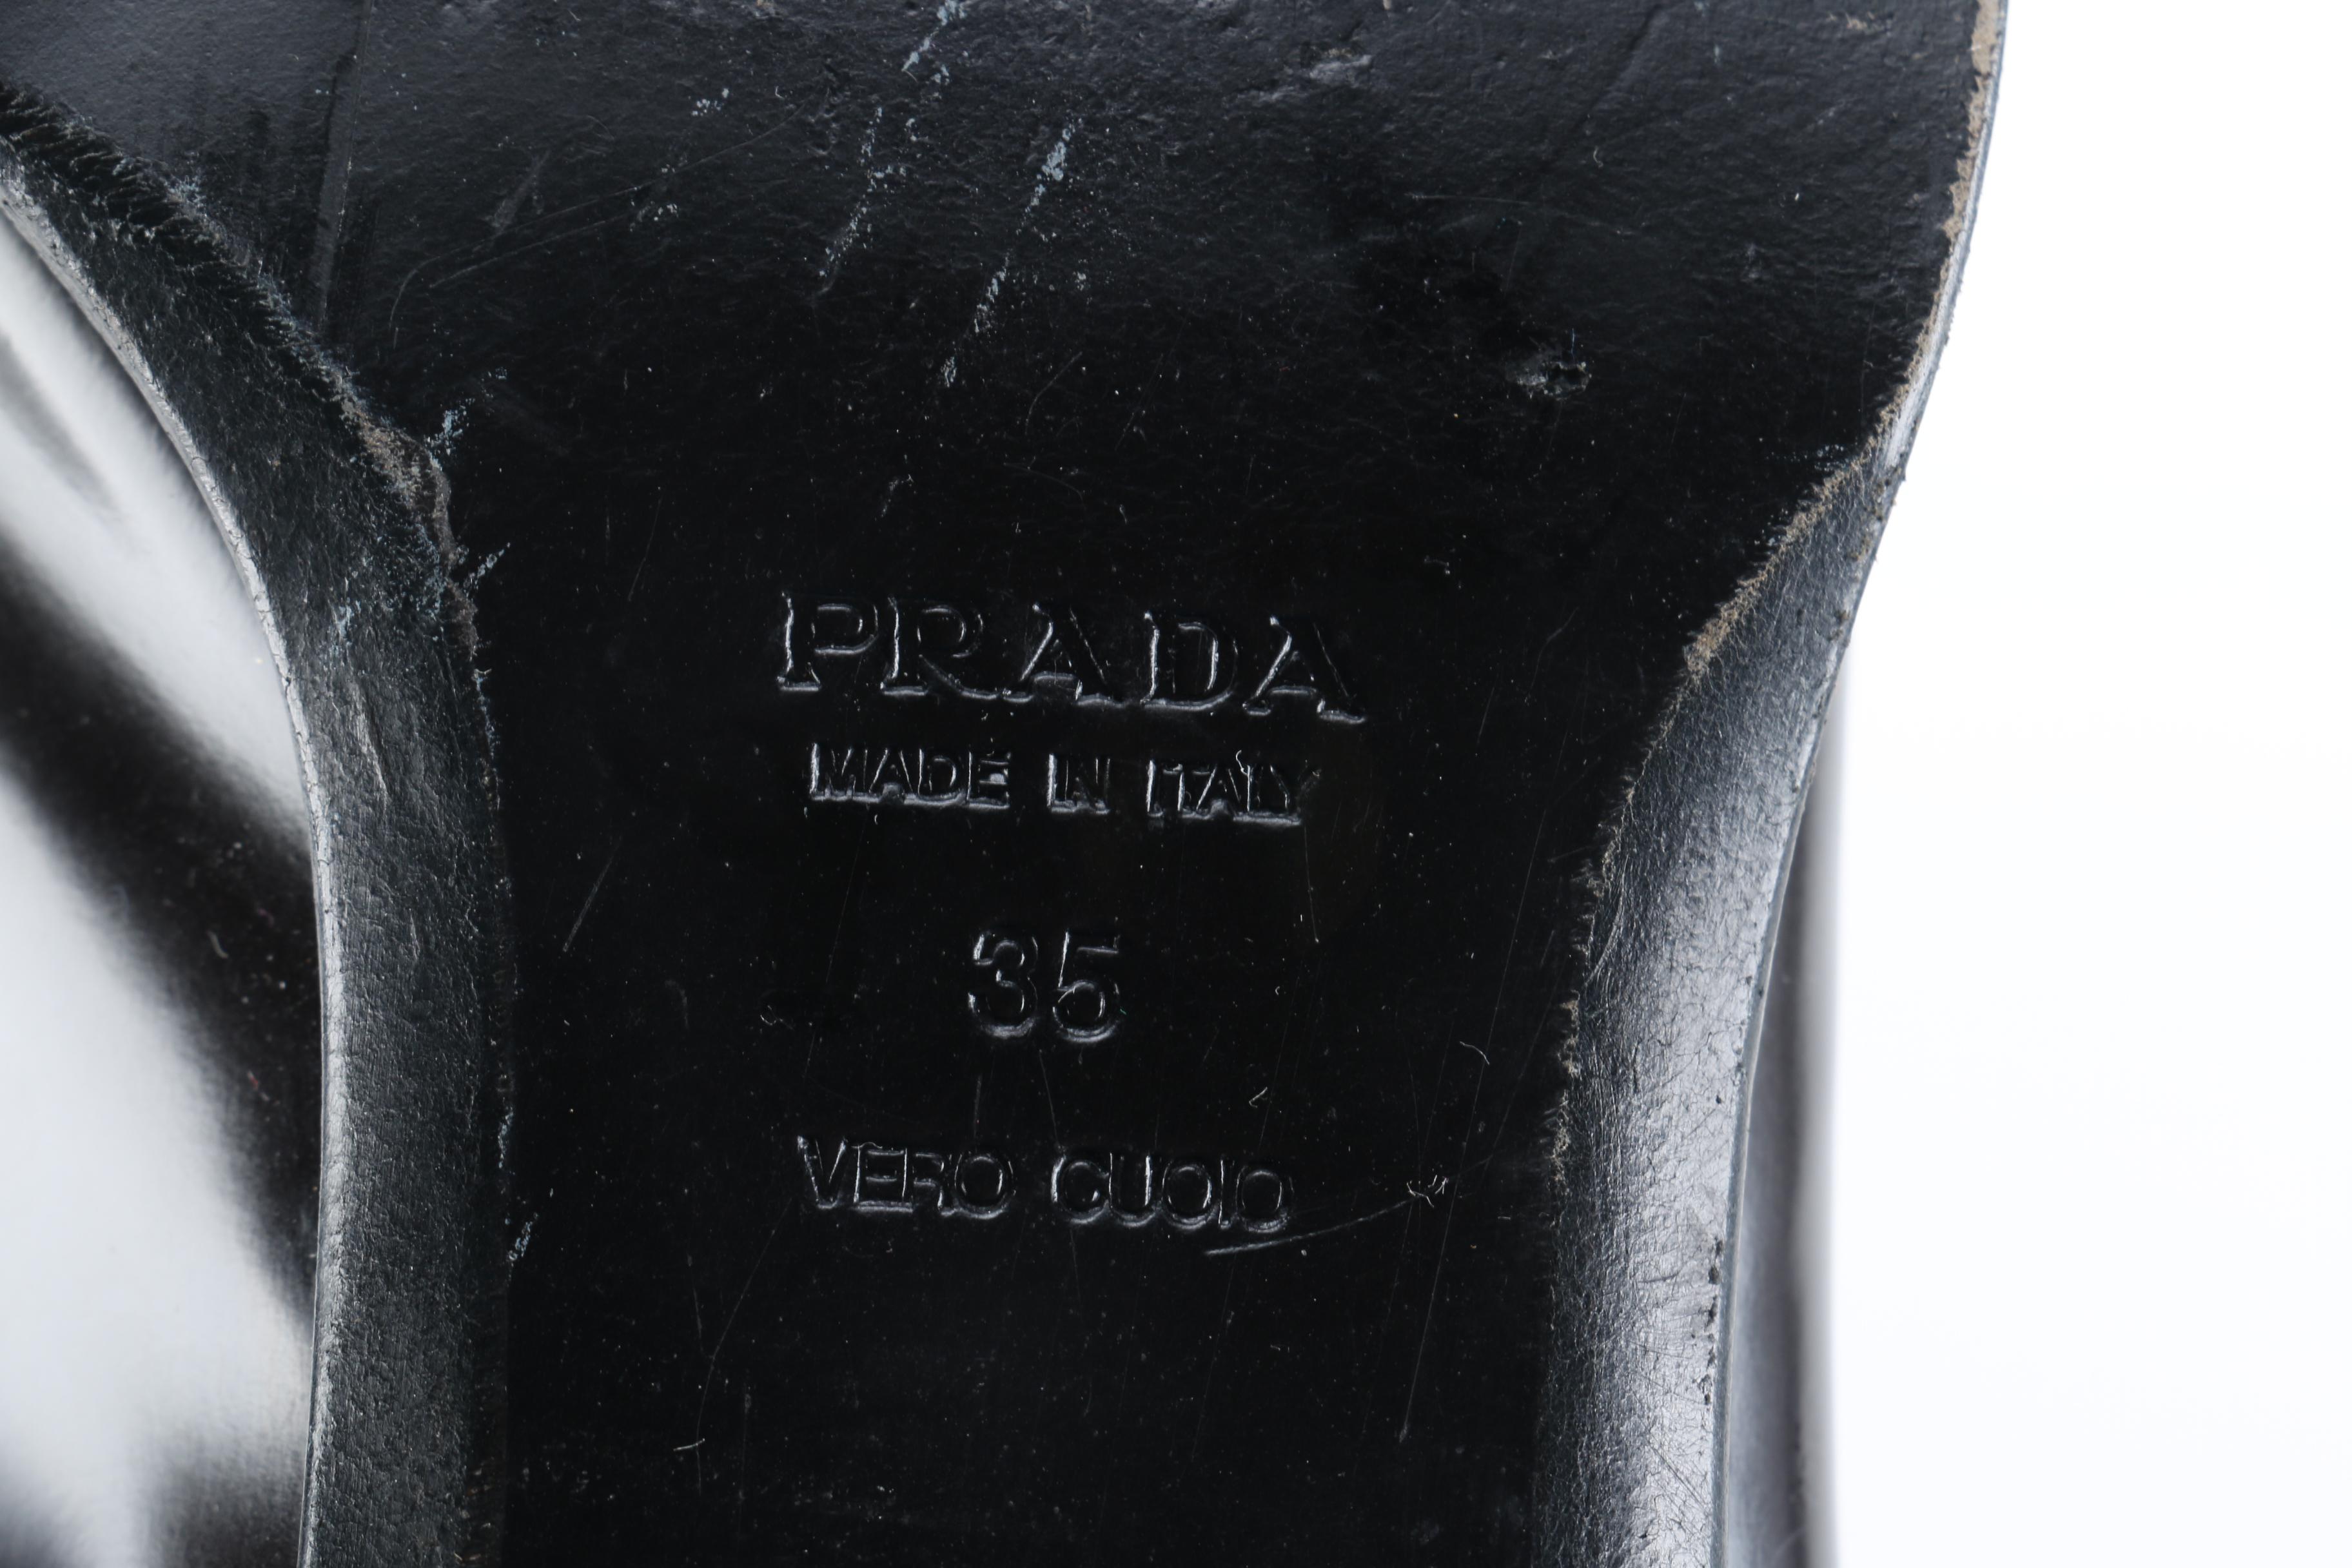 PRADA
MADE IN ITALY
35
VERO CUOIO